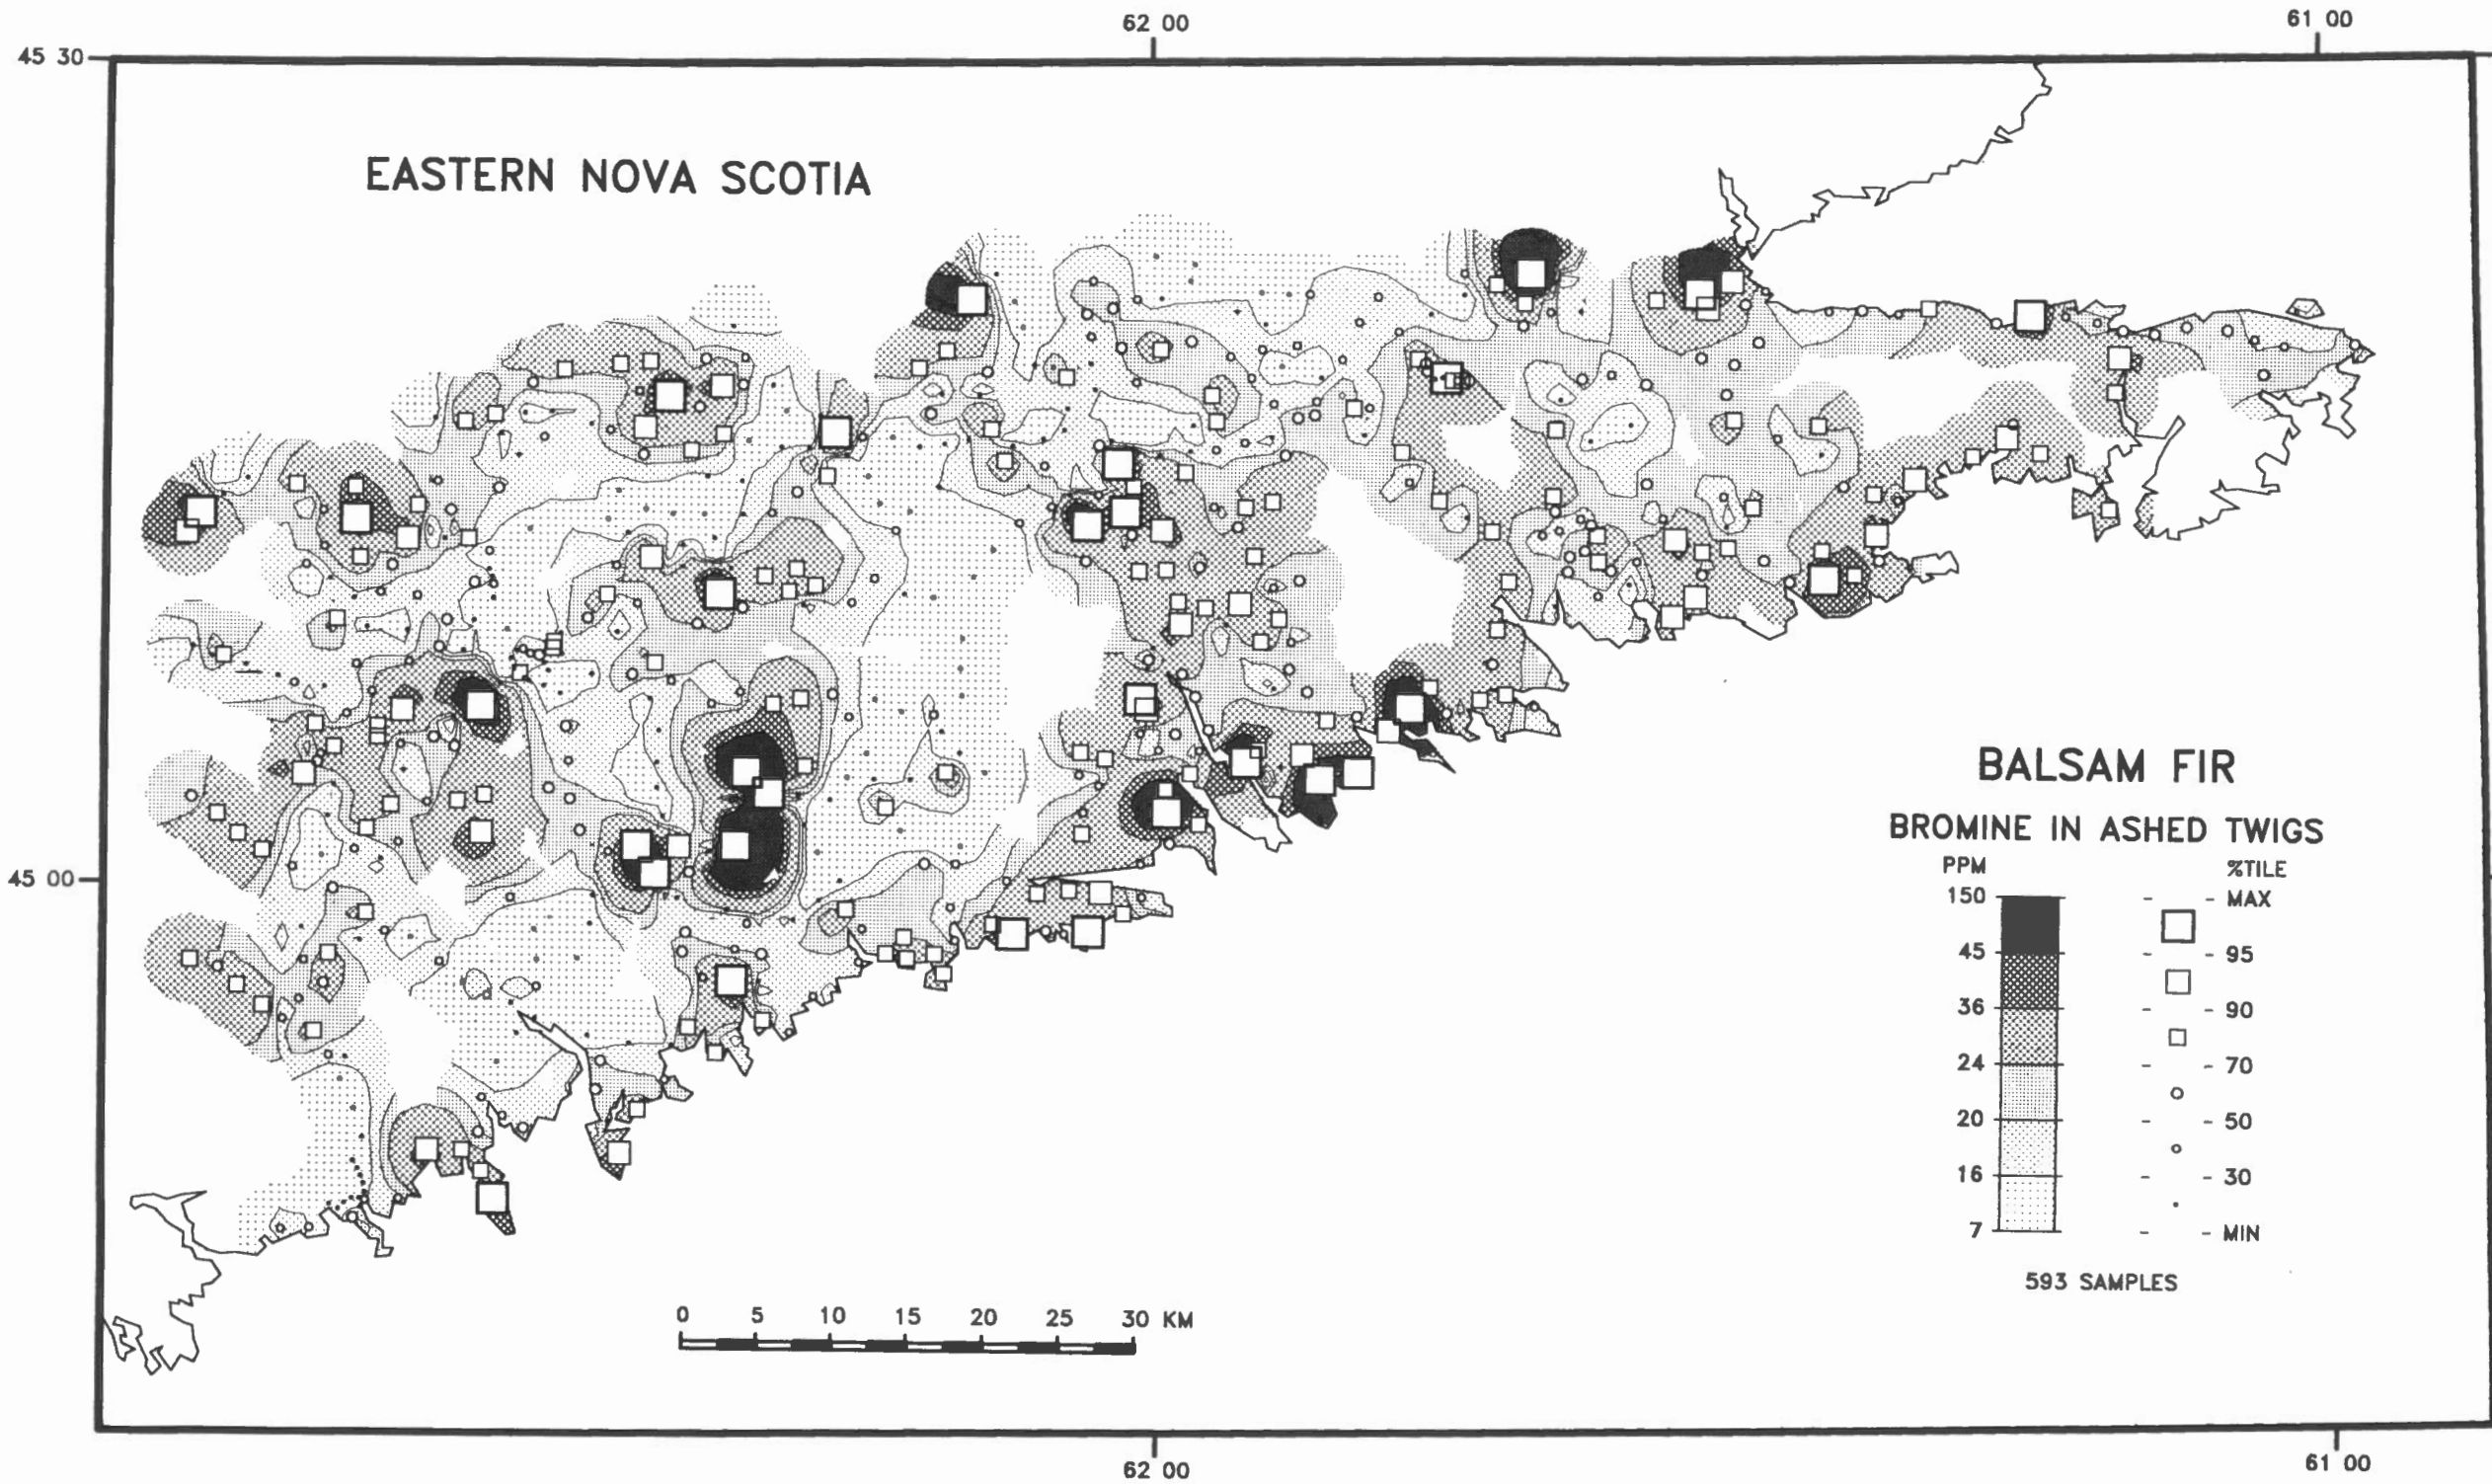 62 00
61 00
45 30
EASTERN NOVA SCOTIA
45 00
BALSAM FIR
BROMINE IN ASHED TWIGS
PPM %TILE
150 - - MAX
45 - - 95
36 - - 90
24 - - 70
20 - - 50
16 - - 30
7 - - MIN
593 SAMPLES
0 5 10 15 20 25 30 KM
62 00
61 00